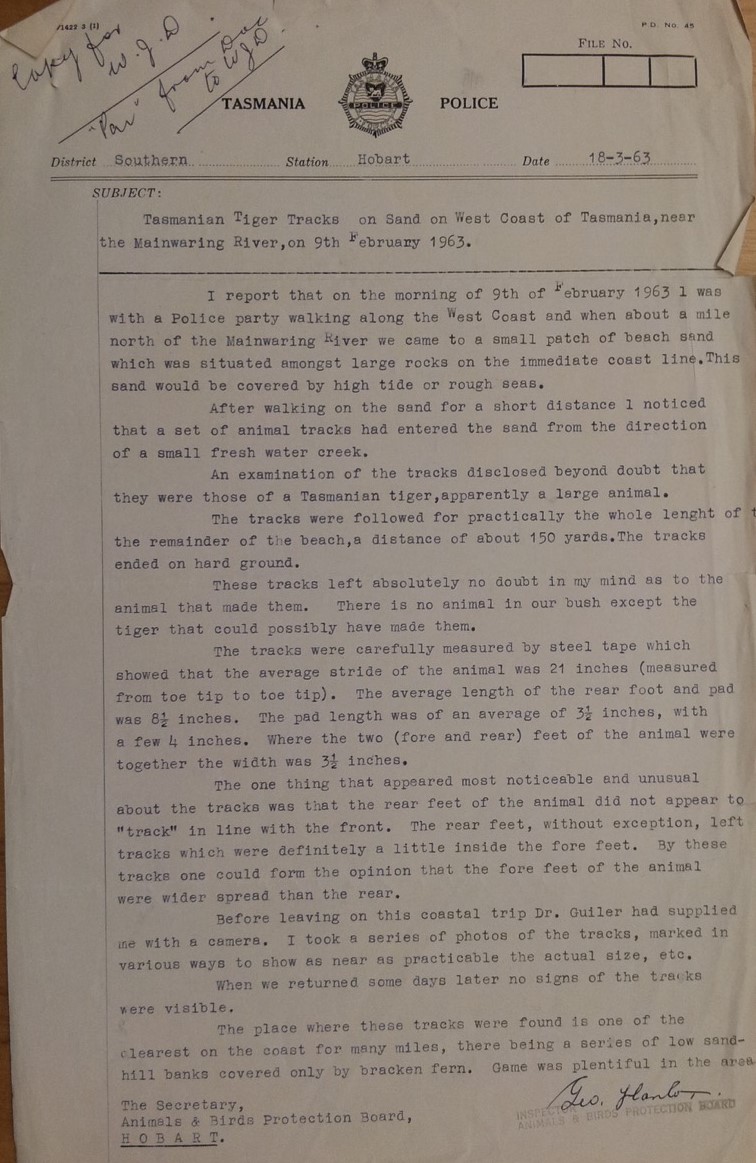 /1422 3 (1)
P.D. No. 45
Copy for
W.J.D
"Par" from Doc
to WJD.
FILE No.
TASMANIA POLICE
POLICE
District Southern Station Hobart Date 18-3-63
SUBJECT:
Tasmanian Tiger Tracks on Sand on West Coast of Tasmania,near
the Mainwaring River,on 9th February 1963.
I report that on the morning of 9th of February 1963 l was
with a Police party walking along the West Coast and when about a mile
north of the Mainwaring River we came to a small patch of beach sand
which was situated amongst large rocks on the immediate coast line.This
sand would be covered by high tide or rough seas.
After walking on the sand for a short distance l noticed
that a set of animal tracks had entered the sand from the direction
of a small fresh water creek.
An examination of the tracks disclosed beyond doubt that
they were those of a Tasmanian tiger,apparently a large animal.
The tracks were followed for practically the whole lenght of t
the remainder of the beach,a distance of about 150 yards.The tracks
ended on hard ground.
These tracks left absolutely no doubt in my mind as to the
animal that made them. There is no animal in our bush except the
tiger that could possibly have made them.
The tracks were carefully measured by steel tape which
showed that the average stride of the animal was 21 inches (measured
from toe tip to toe tip). The average length of the rear foot and pad
was 8½ inches. The pad length was of an average of 3½ inches, with
a few 4 inches. Where the two (fore and rear) feet of the animal were
together the width was 3½ inches.
The one thing that appeared most noticeable and unusual
about the tracks was that the rear feet of the animal did not appear to
"track" in line with the front. The rear feet, without exception, left
tracks which were definitely a little inside the fore feet. By these
tracks one could form the opinion that the fore feet of the animal
were wider spread than the rear.
Before leaving on this coastal trip Dr. Guiler had supplied
me with a camera. I took a series of photos of the tracks, marked in
various ways to show as near as practicable the actual size, etc.
When we returned some days later no signs of the tracks
were visible.
The place where these tracks were found is one of the
clearest on the coast for many miles, there being a series of low sand-
hill banks covered only by bracken fern. Game was plentiful in the area
Geo. Hanlon.
The Secretary,
Animals & Birds Protection Board,
HOBART.
INSPECTOR
ANIMALS & BIRDS PROTECTION BOARD